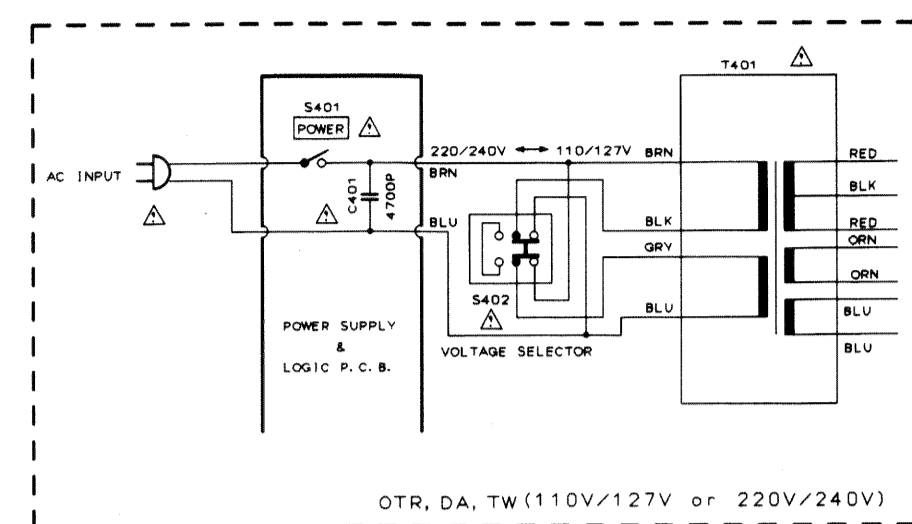 T401
S401
POWER
220/240V ↔ 110/127V
BRN
RED
BRN
AC INPUT
C401
4700P
BLK
BLU
BLK
RED
GRY
ORN
ORN
S402
BLU
BLU
POWER SUPPLY
&
LOGIC P.C.B.
VOLTAGE SELECTOR
BLU
OTR, DA, TW(110V/127V or 220V/240V)